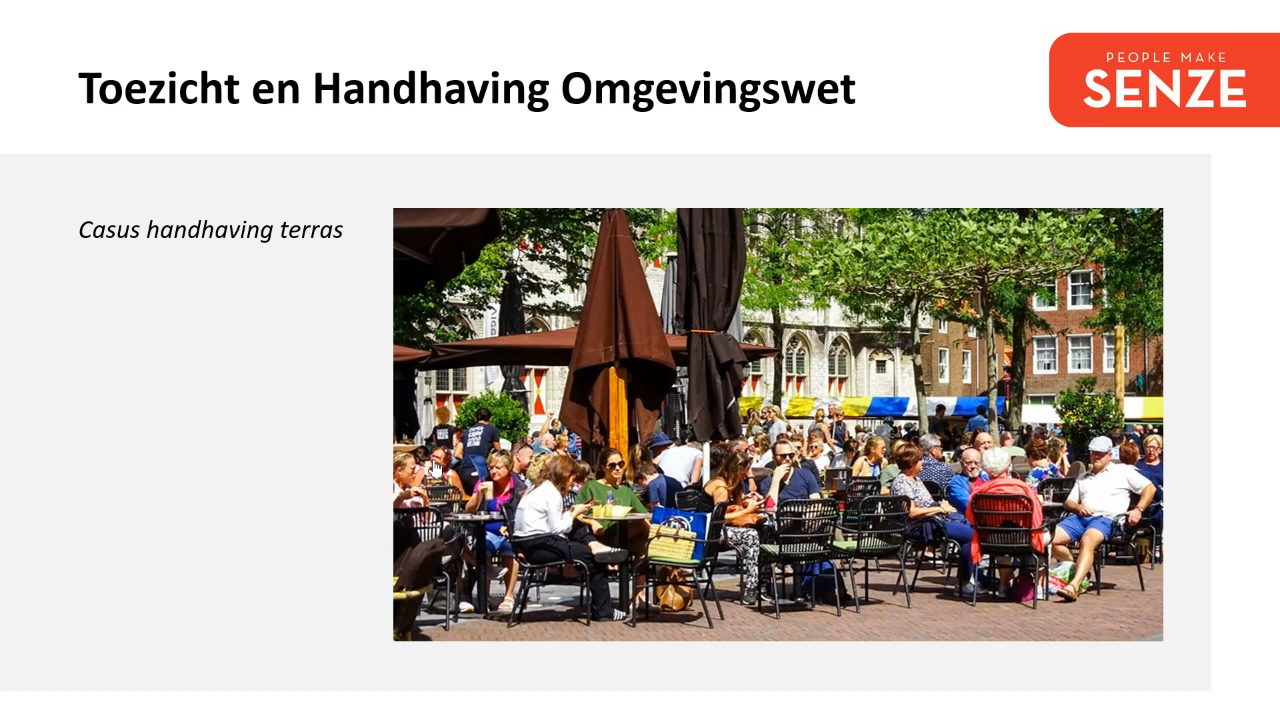 Toezicht en Handhaving Omgevingswet
PEOPLE MAKE
SENZE
Casus handhaving terras